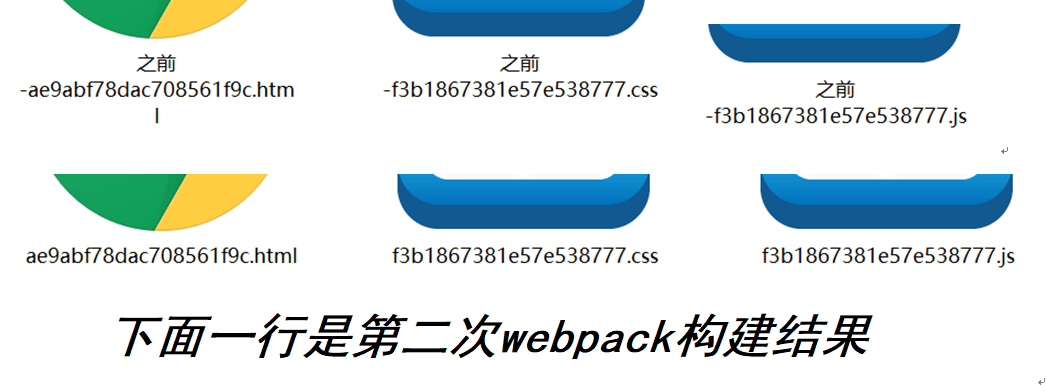 之前
-ae9abf78dac708561f9c.htm
l
之前
-f3b1867381e57e538777.css
之前
-f3b1867381e57e538777.js
ae9abf78dac708561f9c.html
f3b1867381e57e538777.css
f3b1867381e57e538777.js
下面一行是第二次webpack构建结果